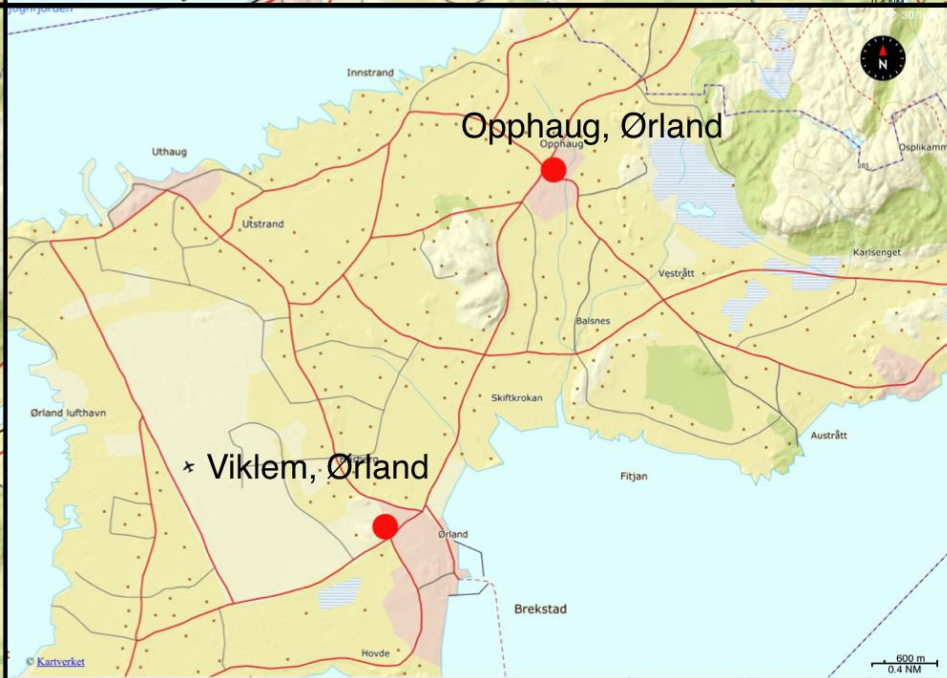 Innstrand
N
Opphaug, Ørland
Opphaug
Uthaug
Osplikamm
285
Utstrand
Karlsenget
Vestrått
Balsnes
Skiftkrokan
Ørland lufthavn
Austrått
Viklem, Ørland
Fitjan
Ørland
Brekstad
Hovde
© Kartverket
600 m
0.4 NM